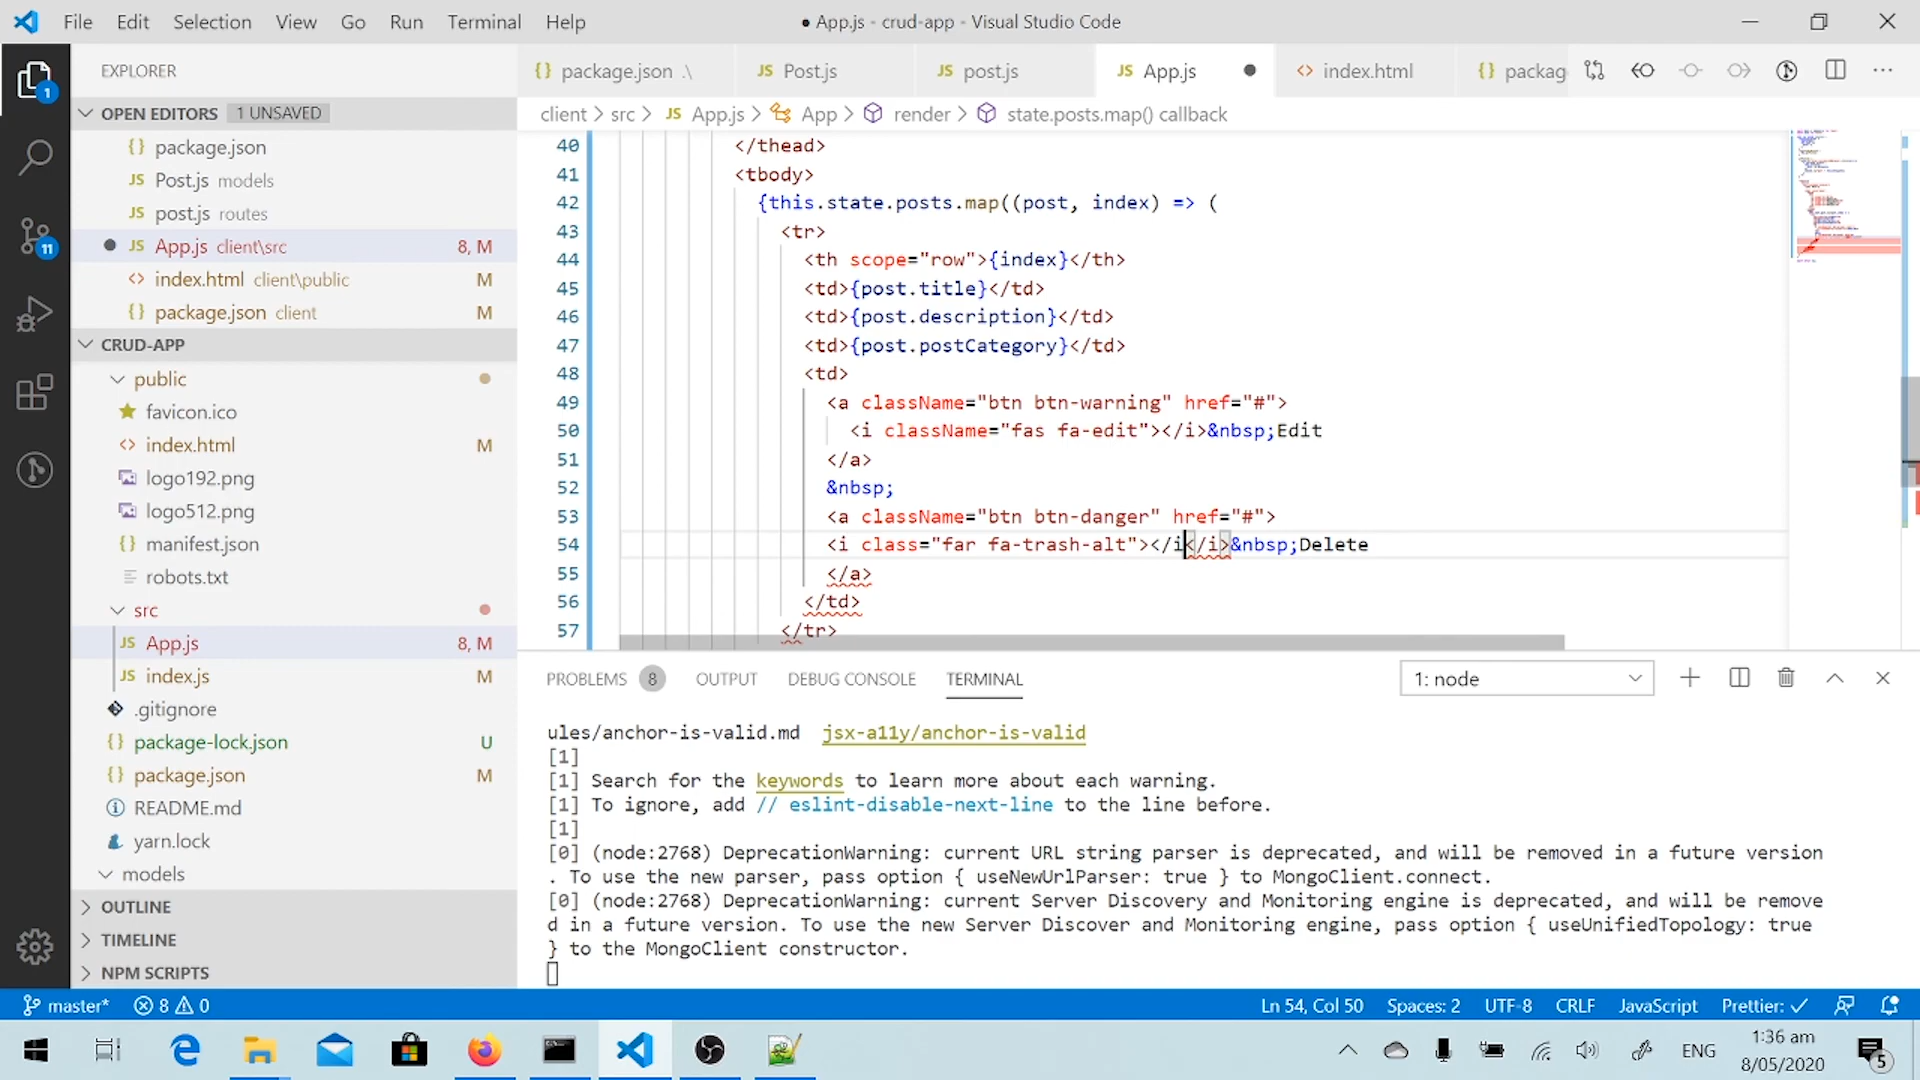 File Edit Selection View Go Run Terminal Help
● App.js - crud-app - Visual Studio Code
EXPLORER
OPEN EDITORS 1 UNSAVED
{} package.json
JS Post.js models
JS post.js routes
● JS App.js client\src 8, M
<> index.html client\public M
{} package.json client M
CRUD-APP
public
favicon.ico
<> index.html M
logo192.png
logo512.png
{} manifest.json
robots.txt
src
JS App.js 8, M
JS index.js M
.gitignore
{} package-lock.json U
{} package.json M
README.md
yarn.lock
models
OUTLINE
TIMELINE
NPM SCRIPTS
1
11
{} package.json .\ JS Post.js JS post.js JS App.js ● <> index.html {} packag
client > src > JS App.js > App > render > state.posts.map() callback
40 </thead>
41 <tbody>
42 {this.state.posts.map((post, index) => (
43 <tr>
44 <th scope="row">{index}</th>
45 <td>{post.title}</td>
46 <td>{post.description}</td>
47 <td>{post.postCategory}</td>
48 <td>
49 <a className="btn btn-warning" href="#">
50 <i className="fas fa-edit"></i>&nbsp;Edit
51 </a>
52 &nbsp;
53 <a className="btn btn-danger" href="#">
54 <i class="far fa-trash-alt"></i</i>&nbsp;Delete
55 </a>
56 </td>
57 </tr>
PROBLEMS 8 OUTPUT DEBUG CONSOLE TERMINAL
1: node
ules/anchor-is-valid.md jsx-a11y/anchor-is-valid
[1]
[1] Search for the keywords to learn more about each warning.
[1] To ignore, add // eslint-disable-next-line to the line before.
[1]
[0] (node:2768) DeprecationWarning: current URL string parser is deprecated, and will be removed in a future version
. To use the new parser, pass option { useNewUrlParser: true } to MongoClient.connect.
[0] (node:2768) DeprecationWarning: current Server Discovery and Monitoring engine is deprecated, and will be remove
d in a future version. To use the new Server Discover and Monitoring engine, pass option { useUnifiedTopology: true
} to the MongoClient constructor.
master* 8 0
Ln 54, Col 50 Spaces: 2 UTF-8 CRLF JavaScript Prettier: ✓
ENG
1:36 am
8/05/2020
5